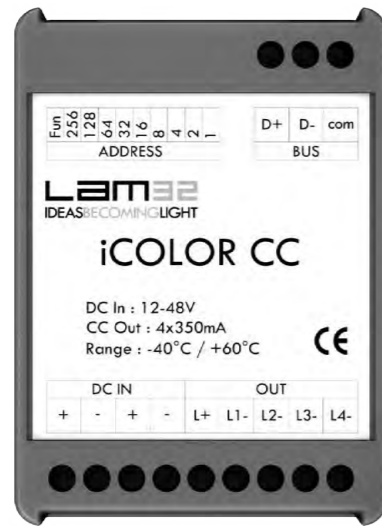 Fun 256 128 64 32 16 8 4 2 1
ADDRESS
D+ D- com
BUS
Lam32
IDEASBECOMINGLIGHT
iCOLOR CC
DC In : 12-48V
CC Out : 4x350mA
Range : -40°C / +60°C
CE
DC IN OUT
+ - + - L+ L1- L2- L3- L4-